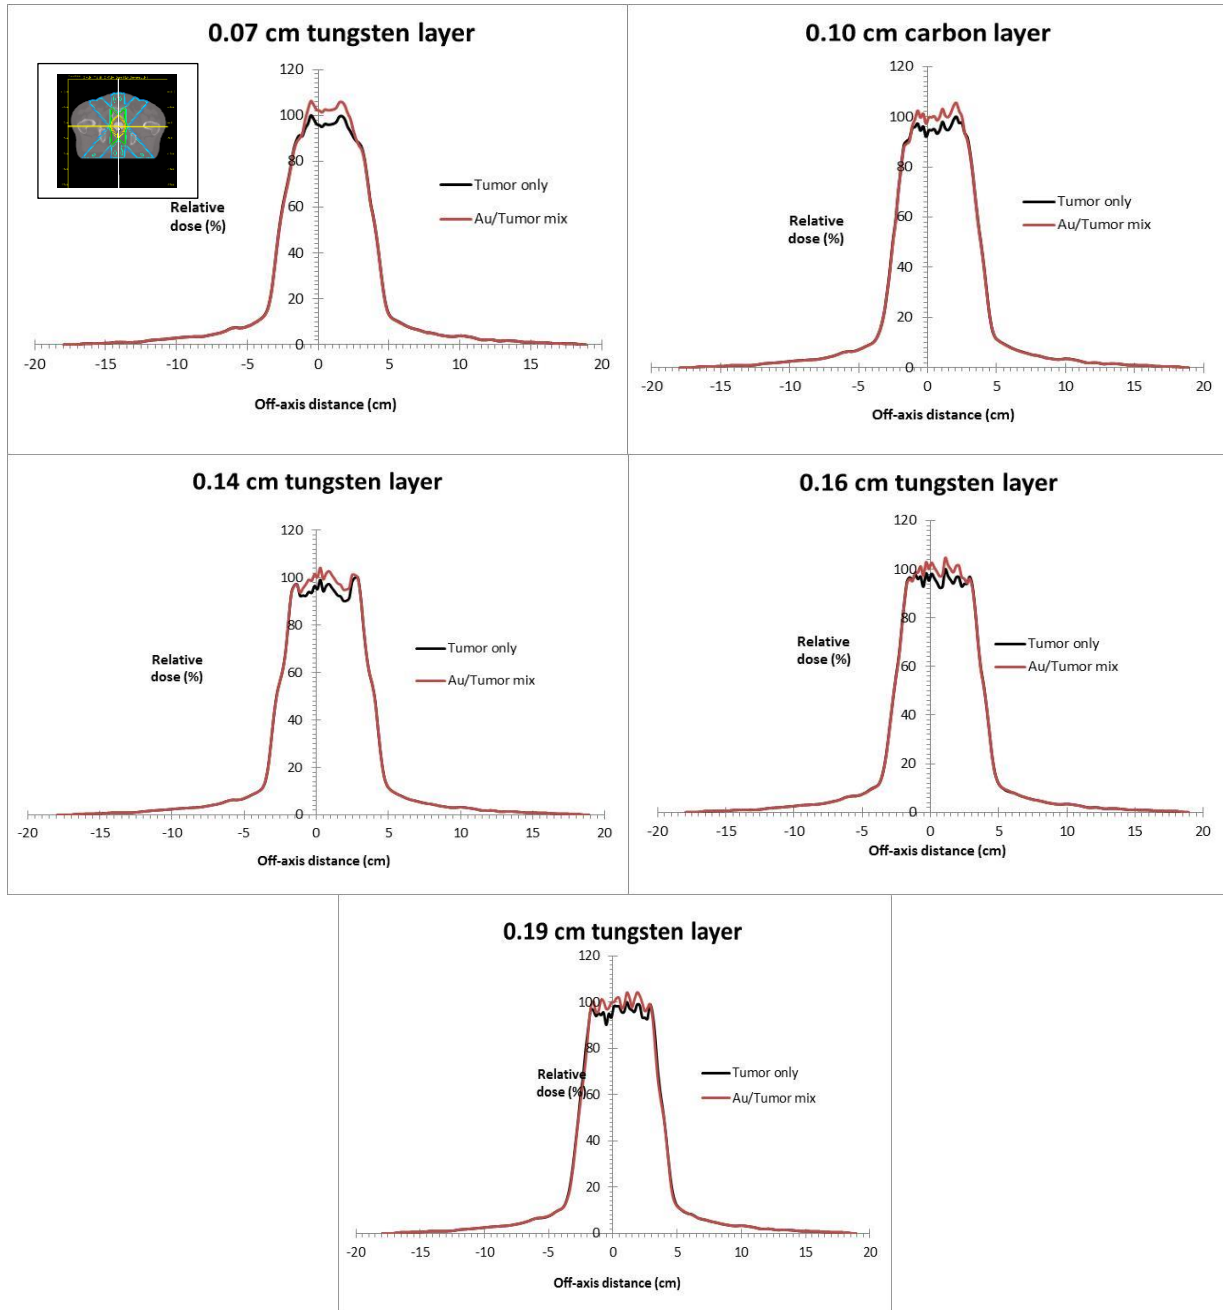 0.07 cm tungsten layer
120
100
80
60
40
20
0
Relative
dose (%)
Tumor only
Au/Tumor mix
-20
-15
-10
-5
0
5
10
15
20
Off-axis distance (cm)
0.10 cm carbon layer
120
100
80
60
40
20
0
Relative
dose (%)
Tumor only
Au/Tumor mix
-20
-15
-10
-5
0
5
10
15
20
Off-axis distance (cm)
0.14 cm tungsten layer
120
100
80
60
40
20
0
Relative
dose (%)
Tumor only
Au/Tumor mix
-20
-15
-10
-5
0
5
10
15
20
Off-axis distance (cm)
0.16 cm tungsten layer
120
100
80
60
40
20
0
Relative
dose (%)
Tumor only
Au/Tumor mix
-20
-15
-10
-5
0
5
10
15
20
Off-axis distance (cm)
0.19 cm tungsten layer
120
100
80
60
40
20
0
Relative
dose (%)
Tumor only
Au/Tumor mix
-20
-15
-10
-5
0
5
10
15
20
Off-axis distance (cm)